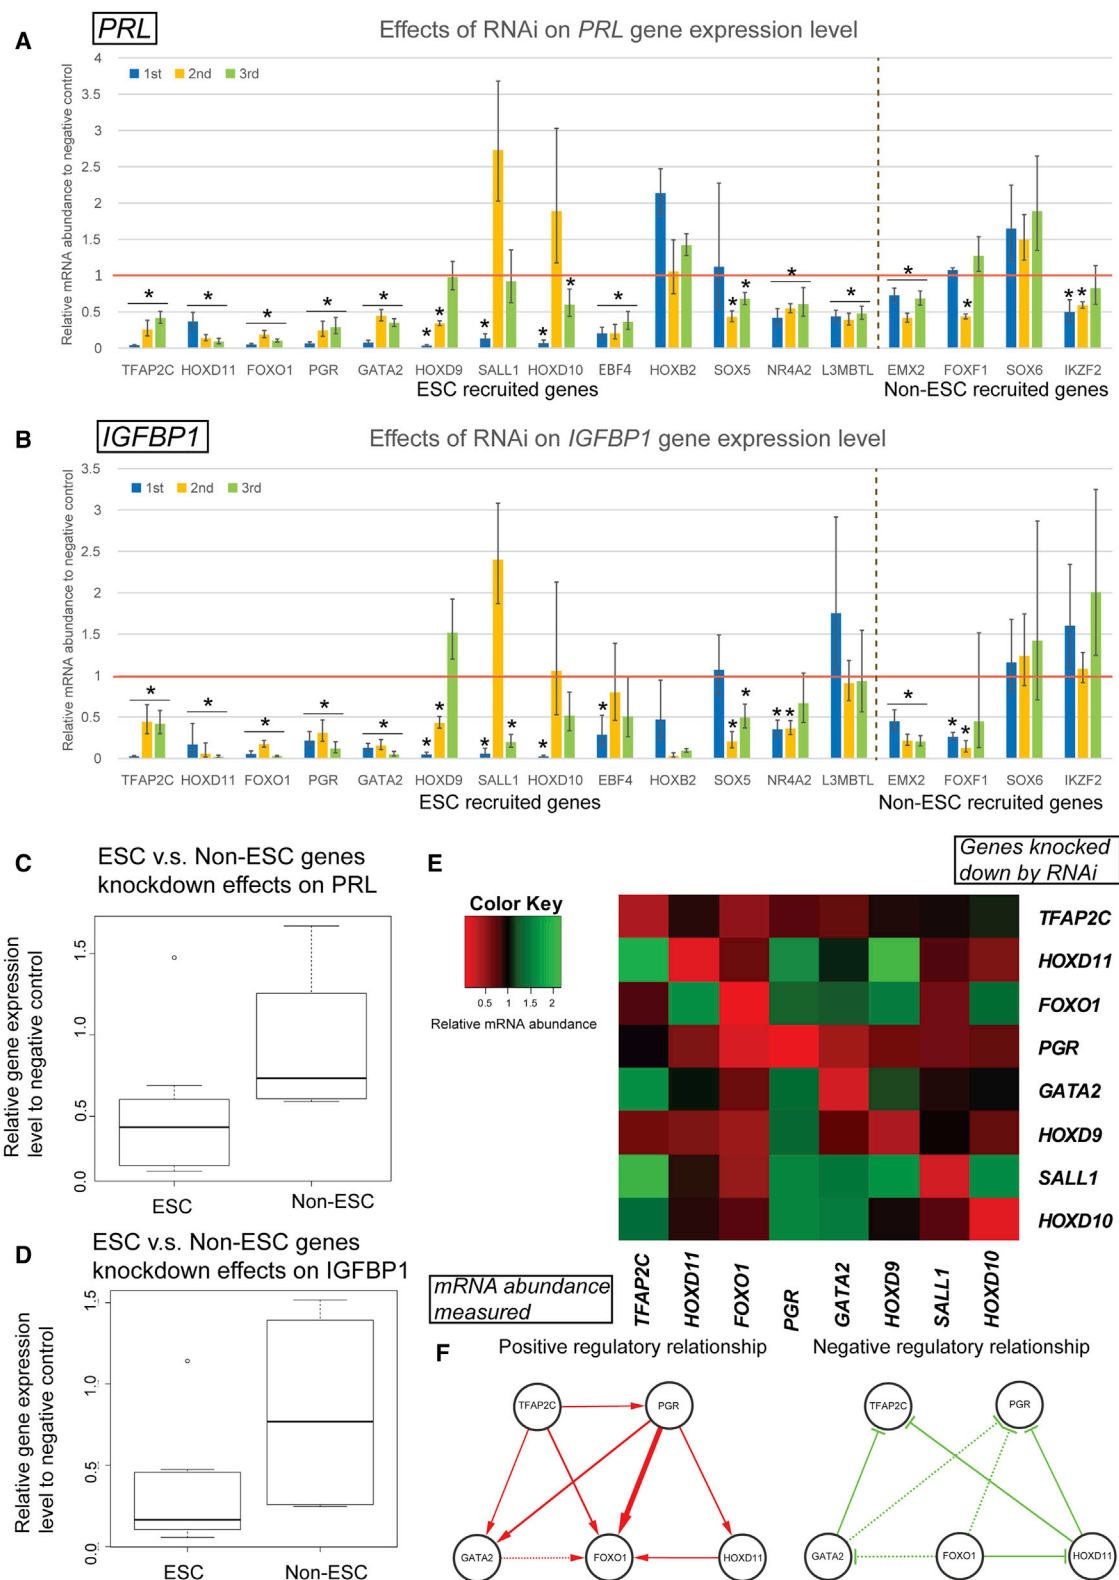 A
PRL
Effects of RNAi on PRL gene expression level
Relative mRNA abundance to negative control
1st 2nd 3rd
4
3.5
3
2.5
2
1.5
1
0.5
0
* * * * * * * * * * * * * * * * * * * *
TFAP2C HOXD11 FOXO1 PGR GATA2 HOXD9 SALL1 HOXD10 EBF4 HOXB2 SOX5 NR4A2 L3MBTL EMX2 FOXF1 SOX6 IKZF2
ESC recruited genes
Non-ESC recruited genes
B
IGFBP1
Effects of RNAi on IGFBP1 gene expression level
Relative mRNA abundance to negative control
1st 2nd 3rd
3.5
3
2.5
2
1.5
1
0.5
0
* * * * * * * * * * * * * * * * * *
TFAP2C HOXD11 FOXO1 PGR GATA2 HOXD9 SALL1 HOXD10 EBF4 HOXB2 SOX5 NR4A2 L3MBTL EMX2 FOXF1 SOX6 IKZF2
ESC recruited genes
Non-ESC recruited genes
C
ESC v.s. Non-ESC genes
knockdown effects on PRL
Relative gene expression
level to negative control
1.5
1.0
0.5
0.0
ESC
Non-ESC
D
ESC v.s. Non-ESC genes
knockdown effects on IGFBP1
Relative gene expression
level to negative control
1.5
1.0
0.5
0.0
ESC
Non-ESC
E
Genes knocked
down by RNAi
Color Key
0.5 1 1.5 2
Relative mRNA abundance
TFAP2C
HOXD11
FOXO1
PGR
GATA2
HOXD9
SALL1
HOXD10
mRNA abundance
measured
TFAP2C HOXD11 FOXO1 PGR GATA2 HOXD9 SALL1 HOXD10
F
Positive regulatory relationship
TFAP2C
PGR
GATA2
FOXO1
HOXD11
Negative regulatory relationship
TFAP2C
PGR
GATA2
FOXO1
HOXD11